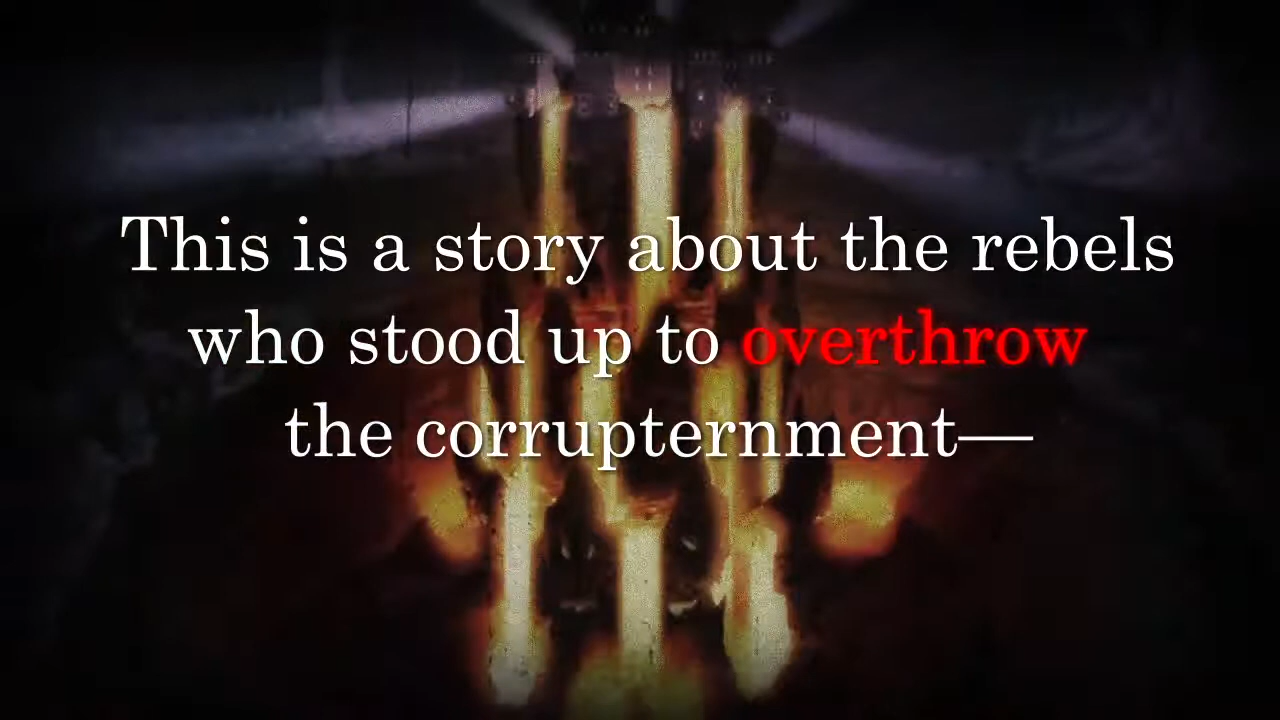 This is a story about the rebels
who stood up to overthrow
the corrupternment—